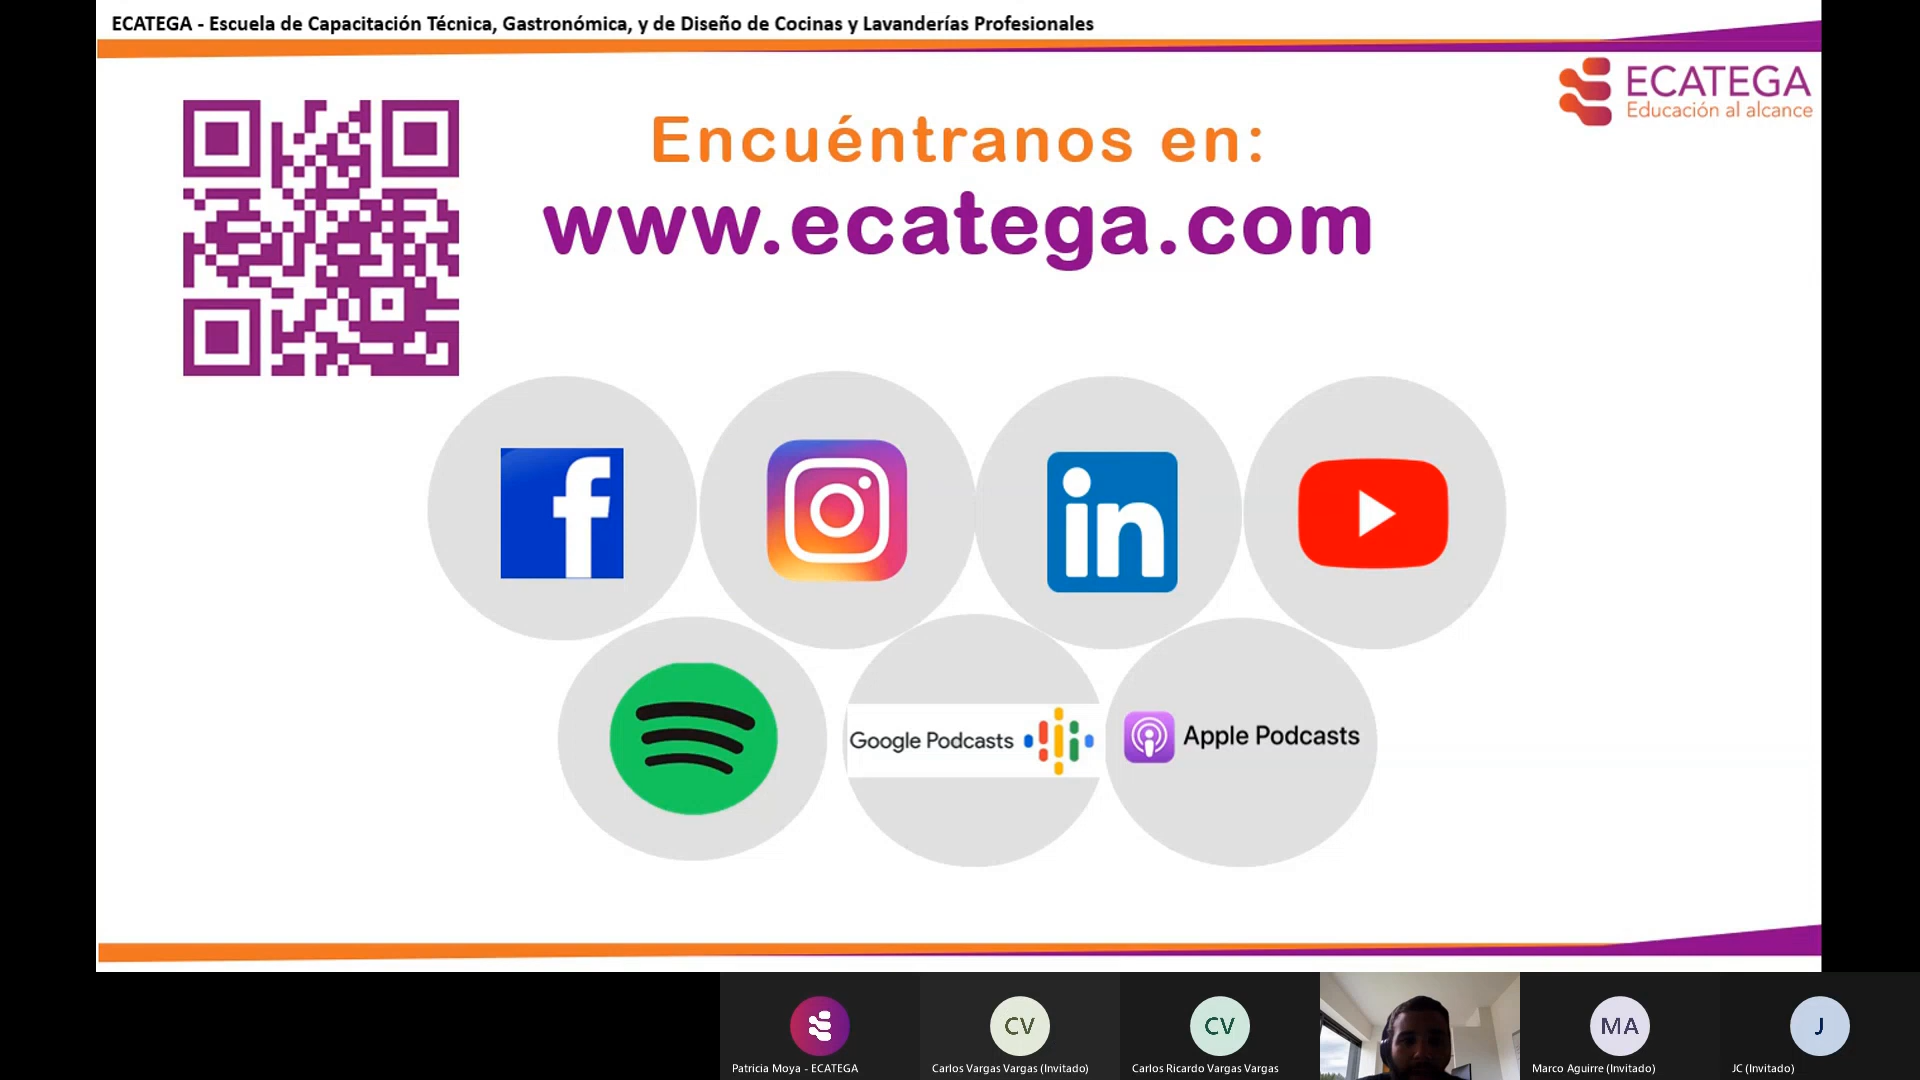 ECATEGA - Escuela de Capacitación Técnica, Gastronómica, y de Diseño de Cocinas y Lavanderías Profesionales
ECATEGA
Educación al alcance
Encuéntranos en:
www.ecatega.com
f
in
Google Podcasts
Apple Podcasts
CV
CV
MA
J
Patricia Moya - ECATEGA
Carlos Vargas Vargas (Invitado)
Carlos Ricardo Vargas Vargas
Marco Aguirre (Invitado)
JC (Invitado)